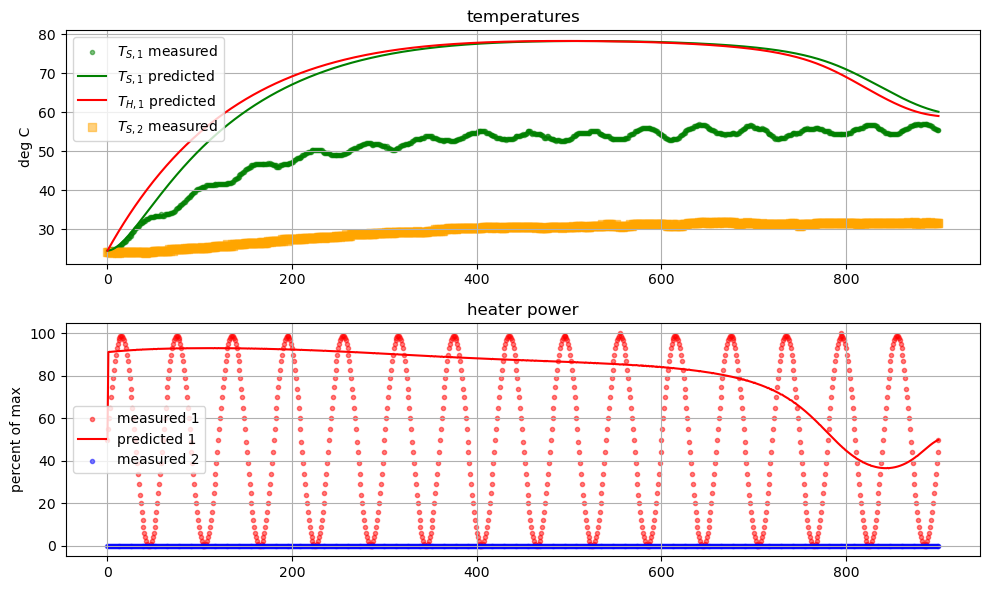 temperatures
deg C
80
70
60
50
40
30
T_{S,1} measured
T_{S,1} predicted
T_{H,1} predicted
T_{S,2} measured
0 200 400 600 800
heater power
percent of max
100
80
60
40
20
0
measured 1
predicted 1
measured 2
0 200 400 600 800